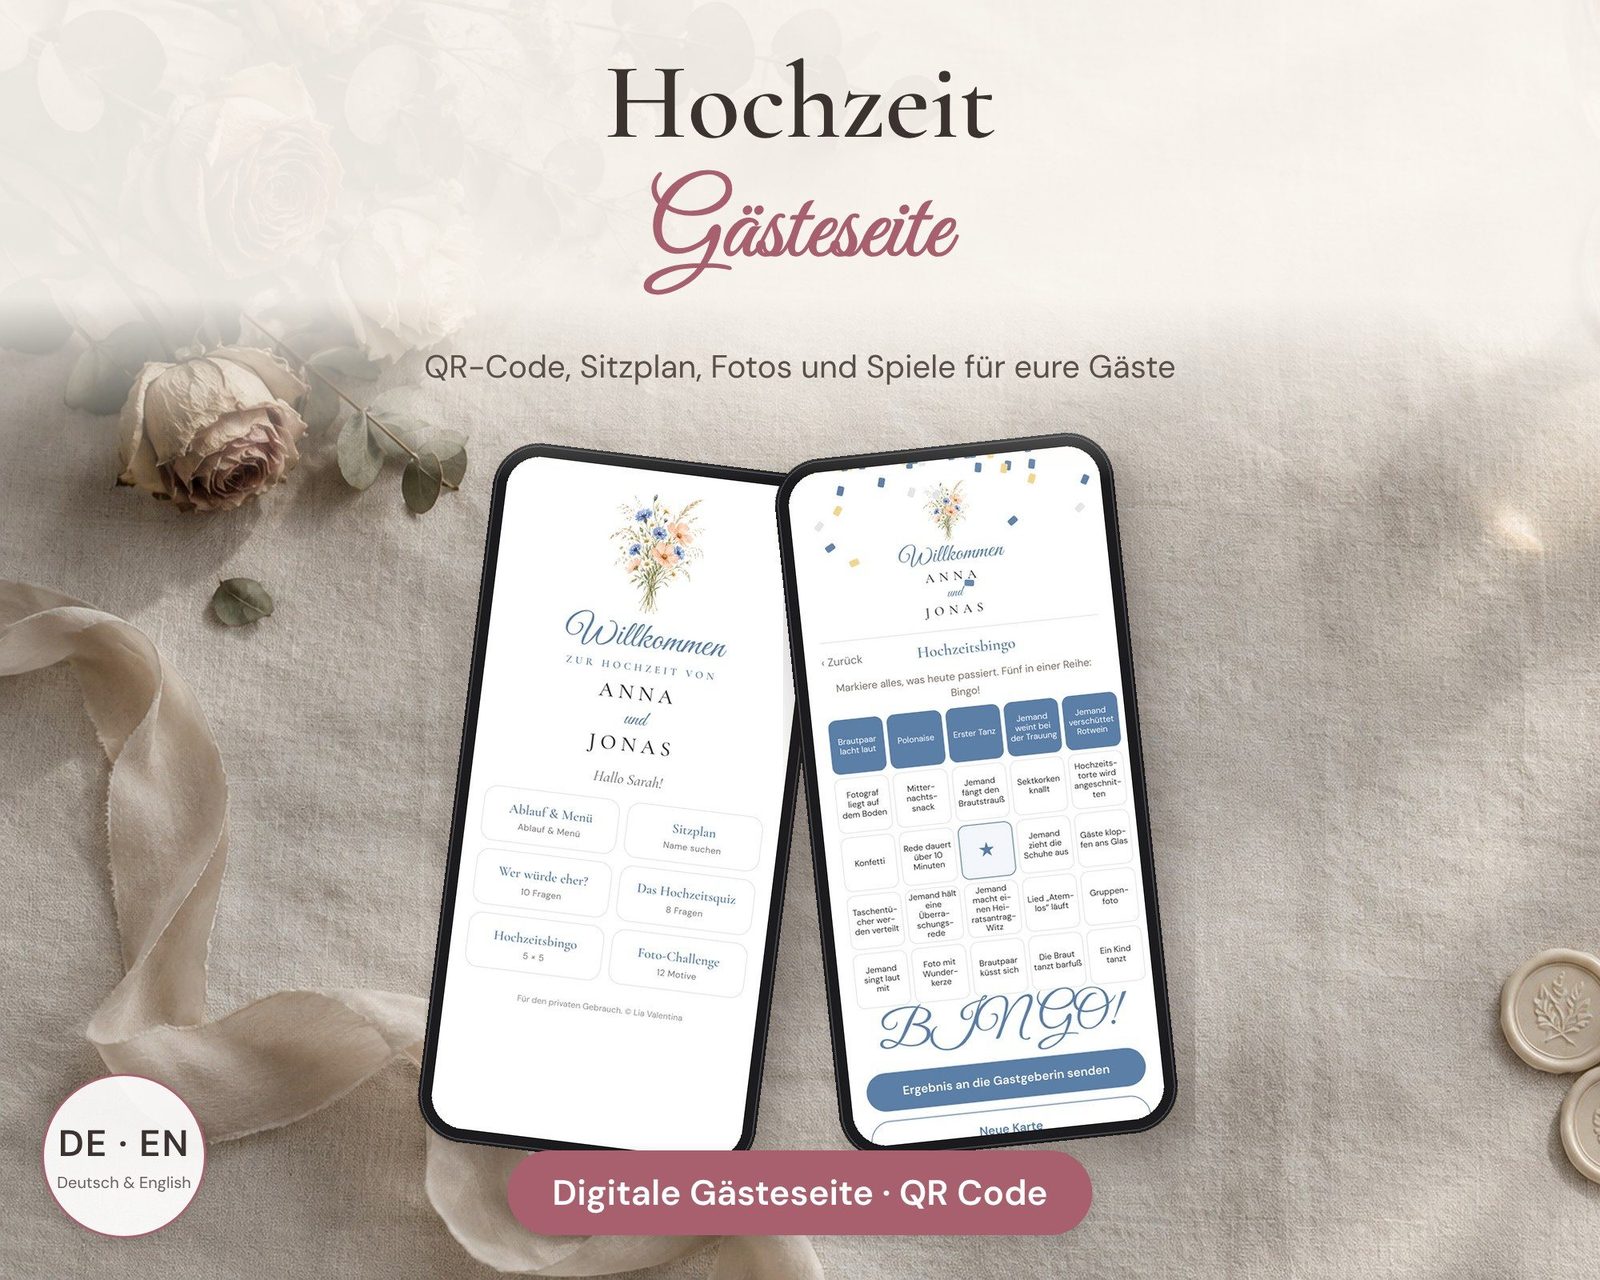 Hochzeit
Gästeseite
QR-Code, Sitzplan, Fotos und Spiele für eure Gäste
Willkommen
ZUR HOCHZEIT VON
ANNA
und
JONAS
Hallo Sarah!
Ablauf & Menü
Ablauf & Menü
Sitzplan
Name suchen
Wer würde eher?
10 Fragen
Das Hochzeitsquiz
8 Fragen
Hochzeitsbingo
5 × 5
Foto-Challenge
12 Motive
Für den privaten Gebrauch. © Lia Valentina
Willkommen
ANNA
und
JONAS
‹ Zurück
Hochzeitsbingo
Markiere alles, was heute passiert. Fünf in einer Reihe:
Bingo!
Brautpaar
lacht laut
Polonaise
Erster Tanz
Jemand
weint bei
der Trauung
Jemand
verschüttet
Rotwein
Fotograf
liegt auf
dem Boden
Mitter-
nachts-
snack
Jemand
fängt den
Brautstrauß
Sektkorken
knallt
Hochzeits-
torte wird
angeschnit-
ten
Konfetti
Rede dauert
über 10
Minuten
★
Jemand
zieht die
Schuhe aus
Gäste klop-
fen ans Glas
Taschentü-
cher wer-
den verteilt
Jemand hält
eine
Überra-
schungs-
rede
Jemand
macht ei-
nen Hei-
ratsantrag-
Witz
Lied „Atem-
los“ läuft
Gruppen-
foto
Jemand
singt laut
mit
Foto mit
Wunder-
kerze
Brautpaar
küsst sich
Die Braut
tanzt barfuß
Ein Kind
tanzt
BINGO!
Ergebnis an die Gastgeberin senden
Neue Karte
DE · EN
Deutsch & English
Digitale Gästeseite · QR Code